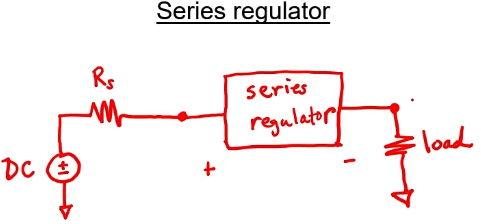 Series regulator
Rs
series
regulator
DC
±
+
-
load